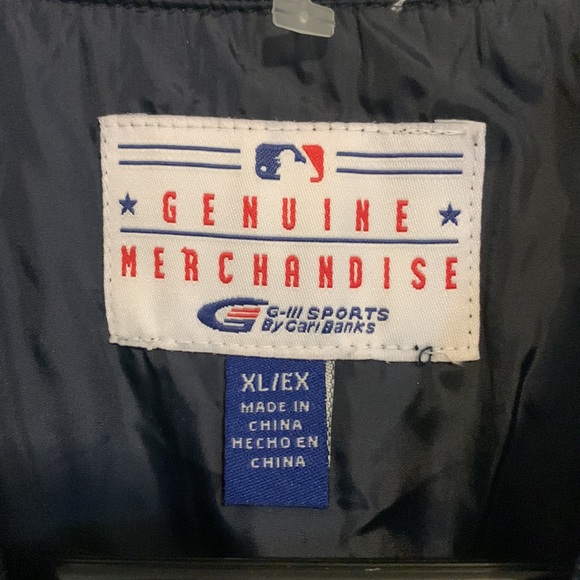 GENUINE
MERCHANDISE
G-III SPORTS
By Carl Banks
XL/EX
MADE IN
CHINA
HECHO EN
CHINA